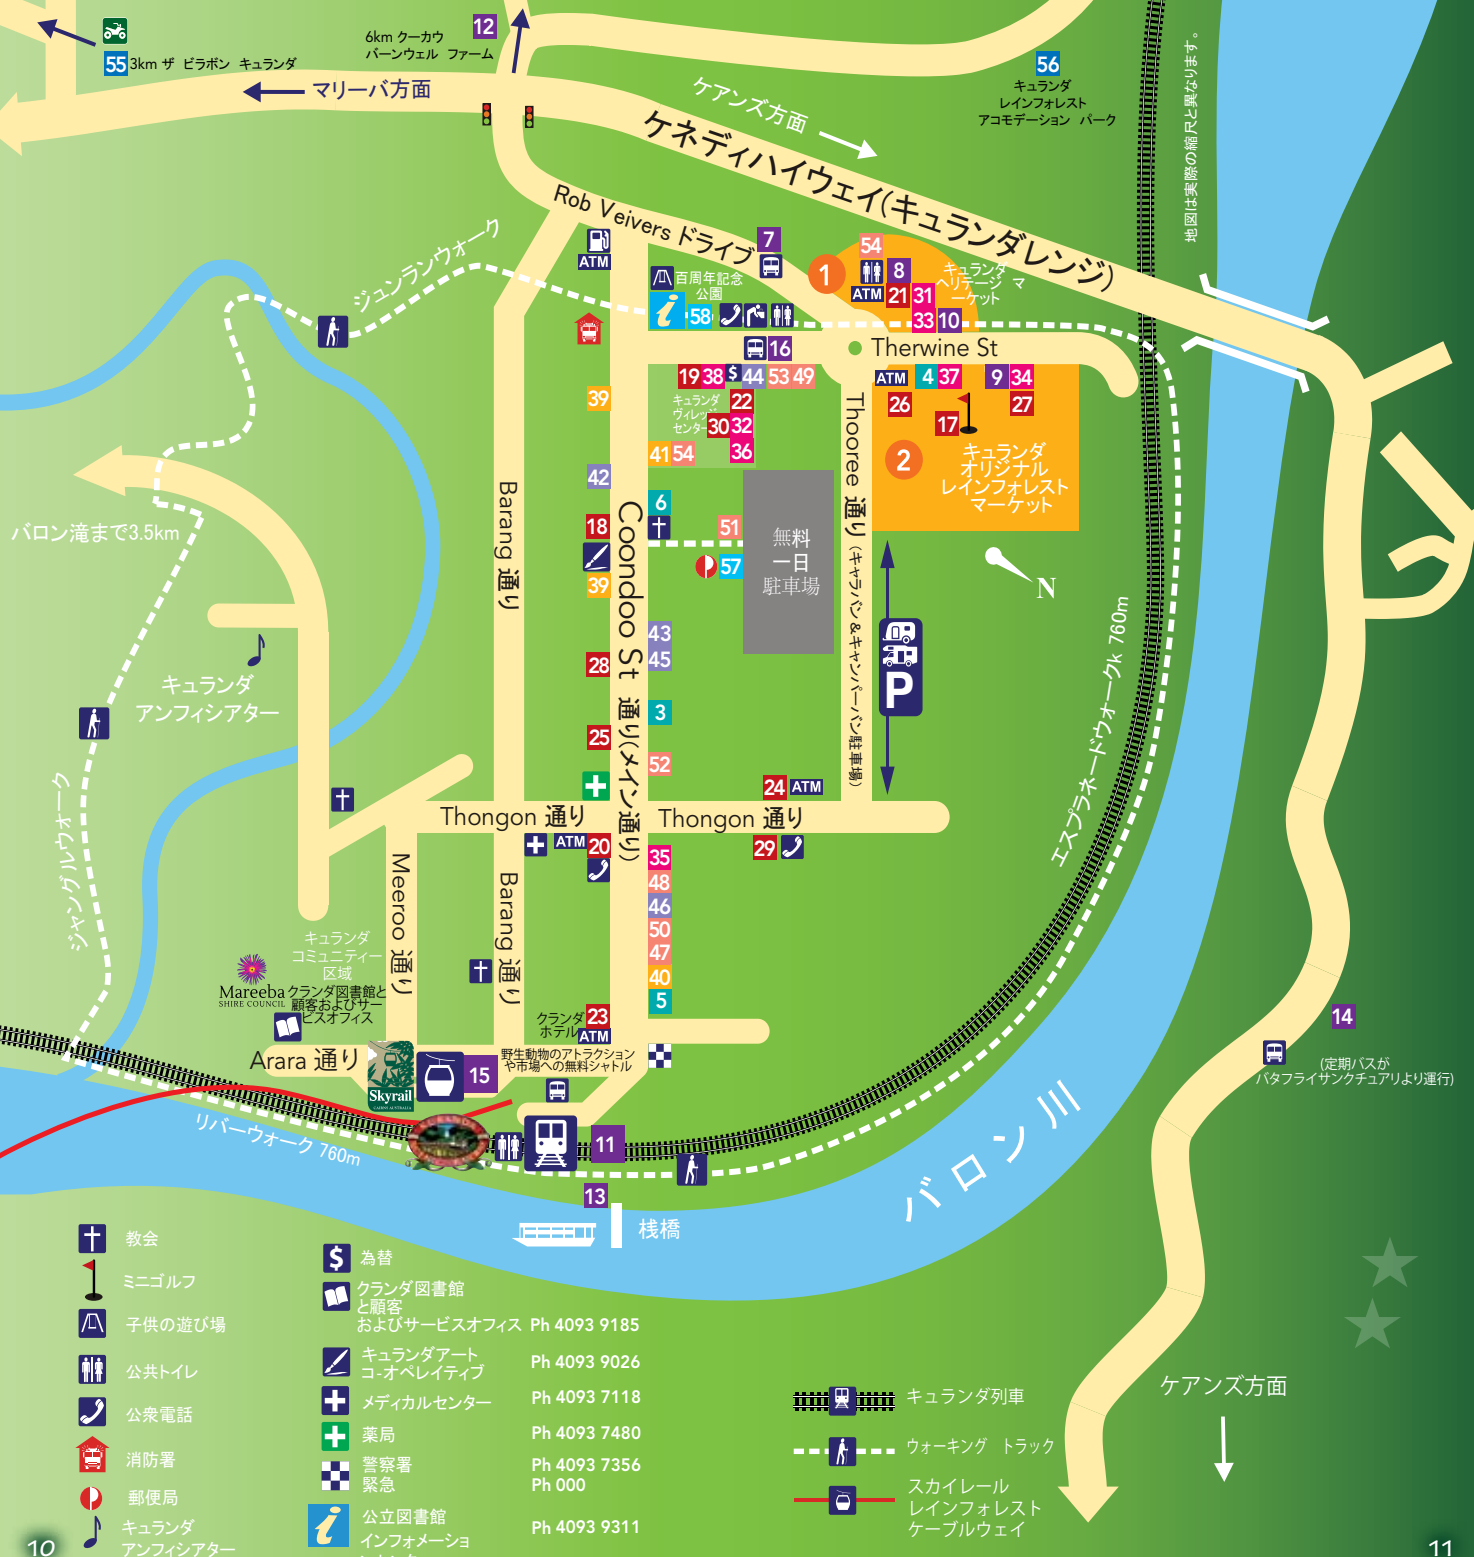 55
3km ザ ビラボン キュランダ
6km クーカウ
バーンウェル ファーム
12
マリーバ方面
ケアンズ方面
56
キュランダ
レインフォレスト
アコモデーション パーク
地図は実際の縮尺と異なります。
ケネディハイウェイ(キュランダレンジ)
Rob Veivers ドライブ
7
ATM
ジュンランウォーク
百周年記念
公園
i
58
1
54
8
ATM
21
31
33
10
キュランダ
ヘリテージ マ
ーケット
16
Therwine St
19
38
$
44
53
49
ATM
4
37
9
34
39
キュランダ
ヴィレッジ
センター
22
30
32
36
41
54
26
17
27
2
キュランダ
オリジナル
レインフォレスト
マーケット
42
Barang 通り
Coondoo St 通り(メイン通り)
Thooree 通り(キャラバン&キャンパーバン駐車場)
6
18
51
57
39
無料
一日
駐車場
N
P
バロン滝まで3.5km
キュランダ
アンフィシアター
28
43
45
3
25
52
24
ATM
エスプラネードウォークk 760m
ジャングルウォーク
Thongon 通り
Thongon 通り
ATM
20
29
Meeroo 通り
Barang 通り
35
48
46
50
47
40
5
キュランダ
コミュニティー
区域
Mareeba
SHIRE COUNCIL
クランダ図書館と
顧客およびサー
ビスオフィス
クランダ
ホテル
23
ATM
Arara 通り
Skyrail
CAIRNS AUSTRALIA
15
野生動物のアトラクション
や市場への無料シャトル
14
(定期バスが
バタフライサンクチュアリより運行)
リバーウォーク 760m
11
13
桟橋
バロン川
教会
ミニゴルフ
子供の遊び場
公共トイレ
公衆電話
消防署
郵便局
キュランダ
アンフィシアター
$
為替
クランダ図書館
と顧客
およびサービスオフィス Ph 4093 9185
キュランダアート
コ-オペレイティブ
Ph 4093 9026
メディカルセンター Ph 4093 7118
薬局 Ph 4093 7480
警察署 Ph 4093 7356
緊急 Ph 000
i
公立図書館
インフォメーショ
Ph 4093 9311
キュランダ列車
ウォーキング トラック
スカイレール
レインフォレスト
ケーブルウェイ
ケアンズ方面
10
11